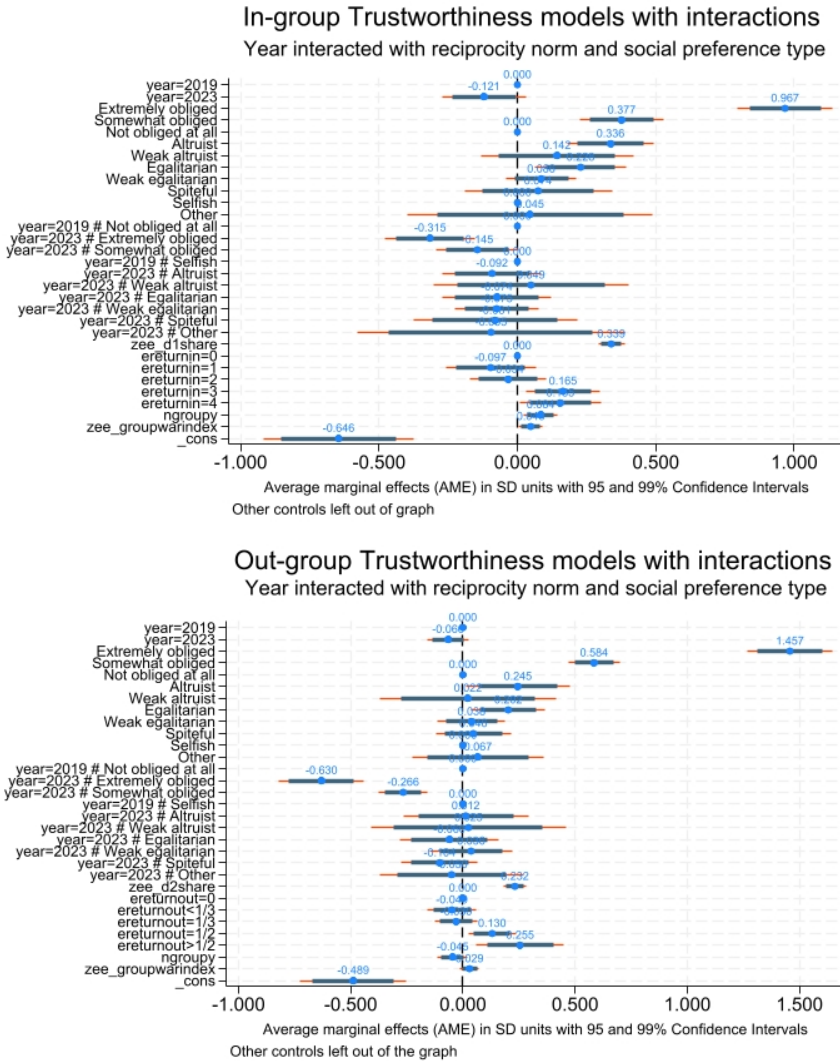 In-group Trustworthiness models with interactions
Year interacted with reciprocity norm and social preference type
year=2019 0.000
year=2023 -0.121
Extremely obliged 0.967
Somewhat obliged 0.377
Not obliged at all 0.000
Altruist 0.336
Weak altruist 0.142
Egalitarian
Weak egalitarian
Spiteful
Selfish
Other 0.045
year=2019 # Not obliged at all
year=2023 # Extremely obliged -0.315
year=2023 # Somewhat obliged 0.145
year=2019 # Selfish 0.000
year=2023 # Altruist -0.092
year=2023 # Weak altruist
year=2023 # Egalitarian
year=2023 # Weak egalitarian
year=2023 # Spiteful
year=2023 # Other
zee_d1share 0.339
ereturnin=0 0.000
ereturnin=1 -0.097
ereturnin=2
ereturnin=3 0.165
ereturnin=4
ngroupy
zee_groupwarindex
_cons -0.646
-1.000 -0.500 0.000 0.500 1.000
Average marginal effects (AME) in SD units with 95 and 99% Confidence Intervals
Other controls left out of graph
Out-group Trustworthiness models with interactions
Year interacted with reciprocity norm and social preference type
year=2019 0.000
year=2023
Extremely obliged 1.457
Somewhat obliged 0.584
Not obliged at all 0.000
Altruist 0.245
Weak altruist
Egalitarian
Weak egalitarian
Spiteful
Selfish
Other 0.067
year=2019 # Not obliged at all
year=2023 # Extremely obliged -0.630
year=2023 # Somewhat obliged -0.266
year=2019 # Selfish 0.000
year=2023 # Altruist
year=2023 # Weak altruist
year=2023 # Egalitarian
year=2023 # Weak egalitarian
year=2023 # Spiteful
year=2023 # Other
zee_d2share 0.232
ereturnout=0 0.000
ereturnout<1/3
ereturnout=1/3
ereturnout=1/2 0.130
ereturnout>1/2 0.255
ngroupy -0.045
zee_groupwarindex 0.029
_cons -0.489
-1.000 -0.500 0.000 0.500 1.000 1.500
Average marginal effects (AME) in SD units with 95 and 99% Confidence Intervals
Other controls left out of the graph